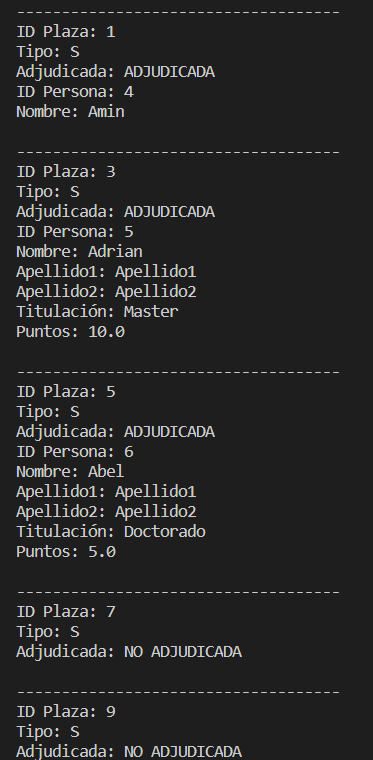 ------------------------------------
ID Plaza: 1
Tipo: S
Adjudicada: ADJUDICADA
ID Persona: 4
Nombre: Amin
------------------------------------
ID Plaza: 3
Tipo: S
Adjudicada: ADJUDICADA
ID Persona: 5
Nombre: Adrian
Apellido1: Apellido1
Apellido2: Apellido2
Titulación: Master
Puntos: 10.0
------------------------------------
ID Plaza: 5
Tipo: S
Adjudicada: ADJUDICADA
ID Persona: 6
Nombre: Abel
Apellido1: Apellido1
Apellido2: Apellido2
Titulación: Doctorado
Puntos: 5.0
------------------------------------
ID Plaza: 7
Tipo: S
Adjudicada: NO ADJUDICADA
------------------------------------
ID Plaza: 9
Tipo: S
Adjudicada: NO ADJUDICADA